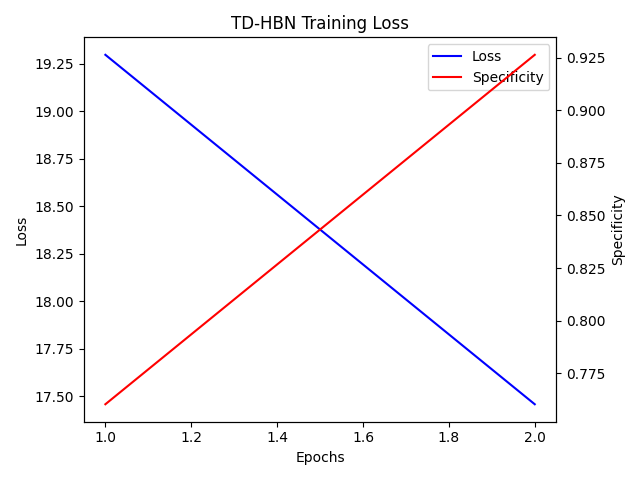 TD-HBN Training Loss
Loss
Specificity
19.25
19.00
18.75
18.50
18.25
18.00
17.75
17.50
Loss
0.925
0.900
0.875
0.850
0.825
0.800
0.775
Specificity
1.0 1.2 1.4 1.6 1.8 2.0
Epochs